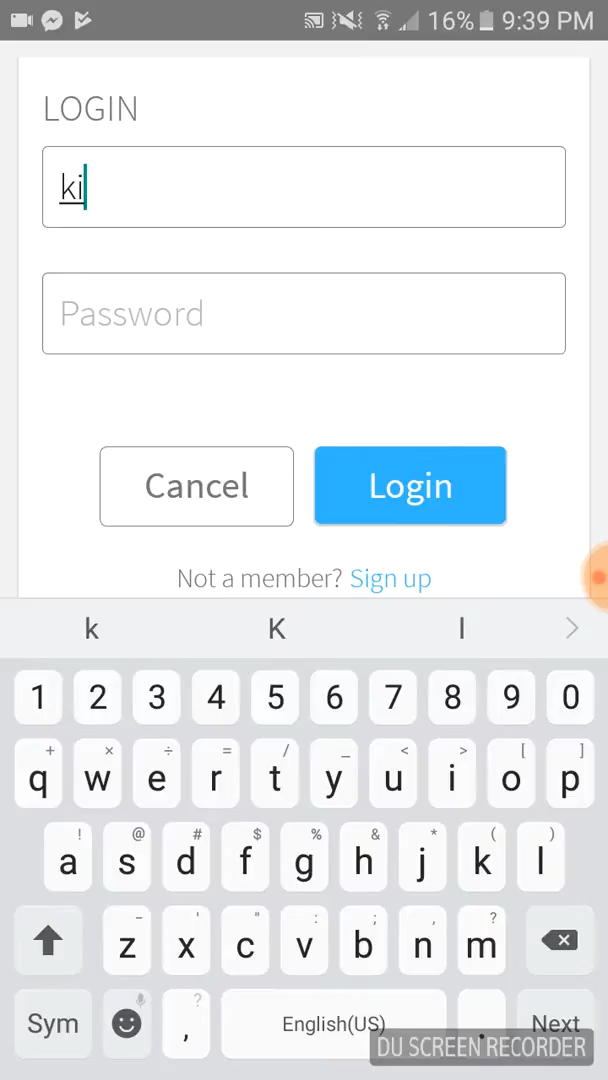 16% 9:39 PM
LOGIN
ki
Password
Cancel Login
Not a member? Sign up
k K l >
1 2 3 4 5 6 7 8 9 0
+ × ÷ = / _ < > [ ]
q w e r t y u i o p
! @ # $ % & * ( )
a s d f g h j k l
- ' " : ; , ?
z x c v b n m
Sym , ? English(US) . Next
DU SCREEN RECORDER